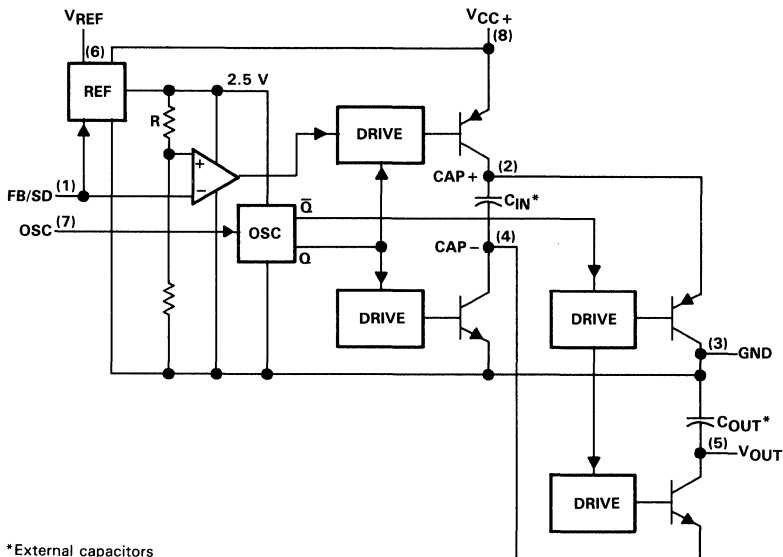 VREF
VCC+
(6)
(8)
REF
2.5 V
R
DRIVE
+
−
CAP+
(2)
FB/SD (1)
CIN*
OSC (7)
OSC
Q̅
Q
CAP−
(4)
DRIVE
DRIVE
(3)
GND
COUT*
(5)
VOUT
DRIVE
*External capacitors